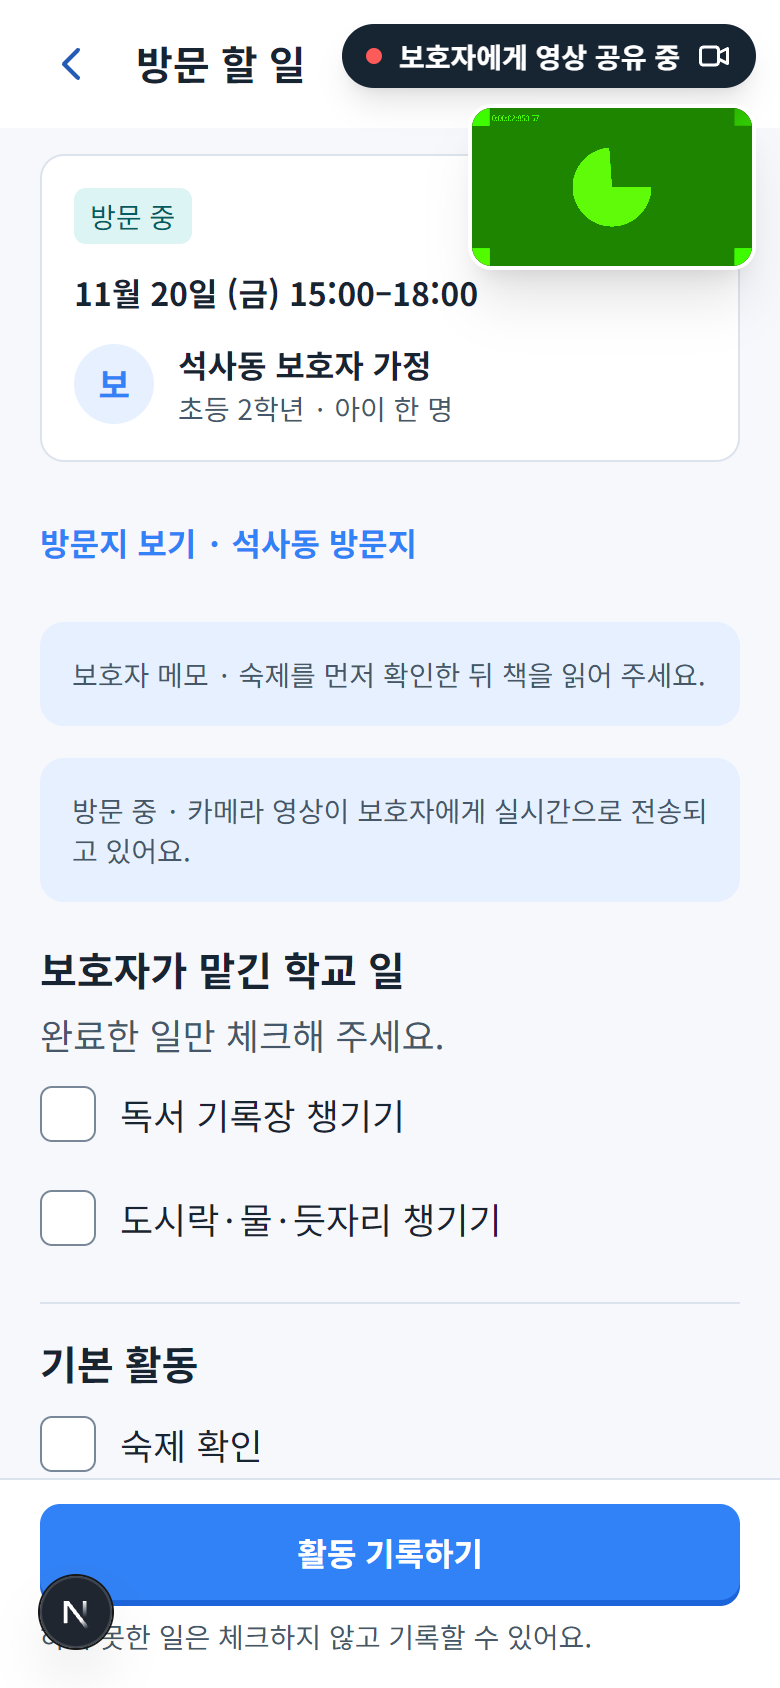 방문 할 일
보호자에게 영상 공유 중
방문 중
11월 20일 (금) 15:00–18:00
보
석사동 보호자 가정
초등 2학년 · 아이 한 명
방문지 보기 · 석사동 방문지
보호자 메모 · 숙제를 먼저 확인한 뒤 책을 읽어 주세요.
방문 중 · 카메라 영상이 보호자에게 실시간으로 전송되
고 있어요.
보호자가 맡긴 학교 일
완료한 일만 체크해 주세요.
독서 기록장 챙기기
도시락·물·돗자리 챙기기
기본 활동
숙제 확인
활동 기록하기
N
못한 일은 체크하지 않고 기록할 수 있어요.